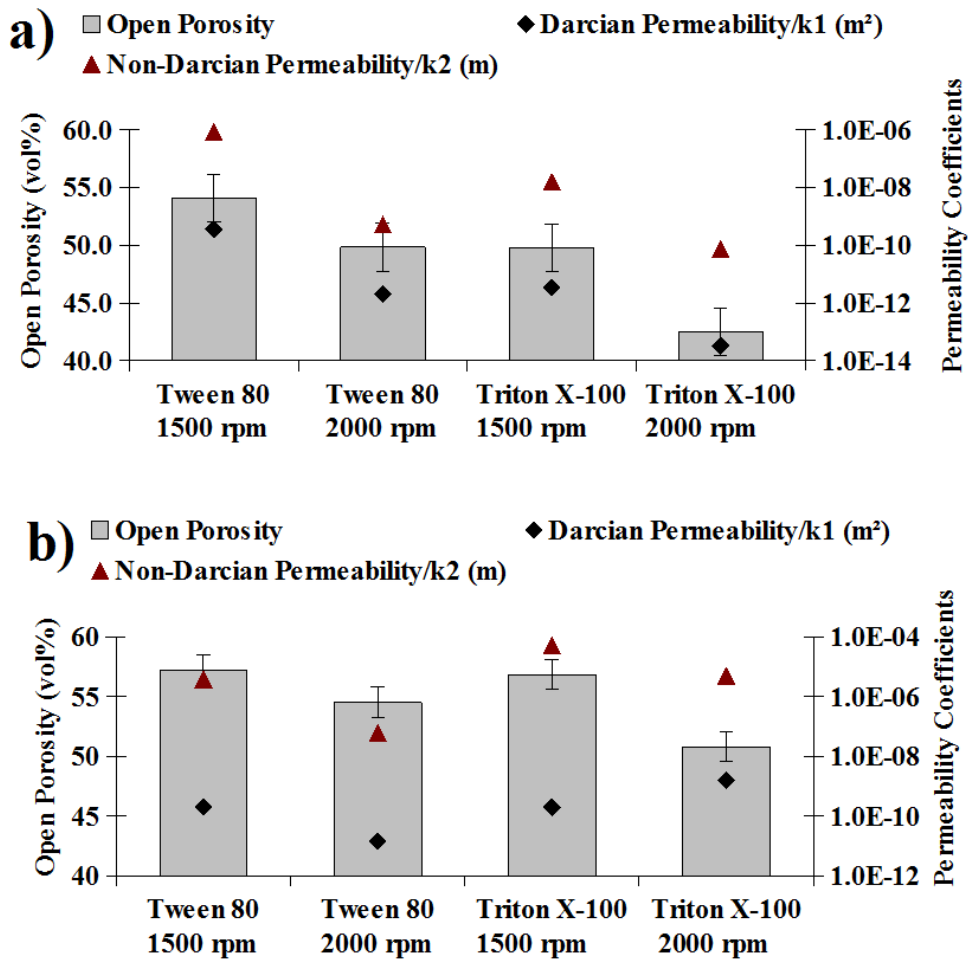 a)
Open Porosity
Darcian Permeability/k1 (m²)
Non-Darcian Permeability/k2 (m)
Open Porosity (vol%)
60.0
55.0
50.0
45.0
40.0
1.0E-06
1.0E-08
1.0E-10
1.0E-12
1.0E-14
Permeability Coefficients
Tween 80
1500 rpm
Tween 80
2000 rpm
Triton X-100
1500 rpm
Triton X-100
2000 rpm
b)
Open Porosity
Darcian Permeability/k1 (m²)
Non-Darcian Permeability/k2 (m)
Open Porosity (vol%)
60
55
50
45
40
1.0E-04
1.0E-06
1.0E-08
1.0E-10
1.0E-12
Permeability Coefficients
Tween 80
1500 rpm
Tween 80
2000 rpm
Triton X-100
1500 rpm
Triton X-100
2000 rpm